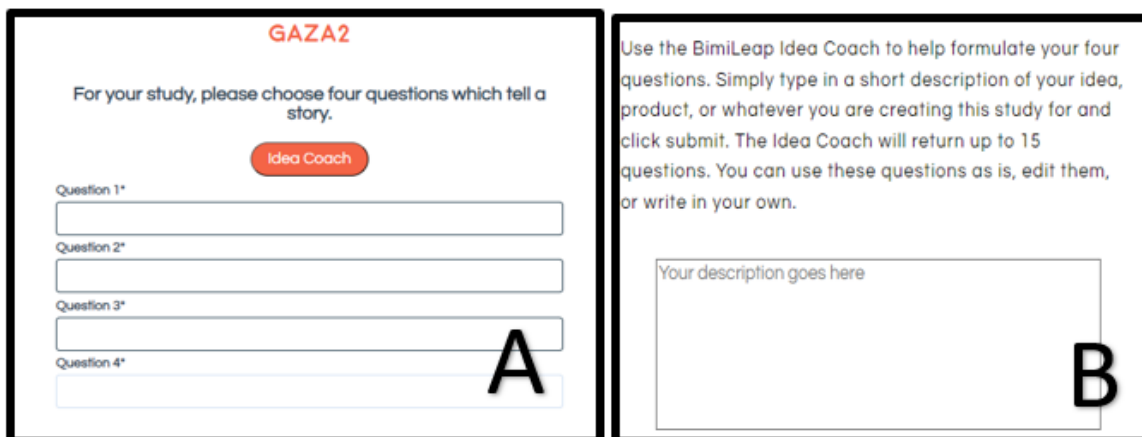 GAZA2
For your study, please choose four questions which tell a
story.
Idea Coach
Question 1*
Question 2*
Question 3*
Question 4*
A
Use the BimiLeap Idea Coach to help formulate your four
questions. Simply type in a short description of your idea,
product, or whatever you are creating this study for and
click submit. The Idea Coach will return up to 15
questions. You can use these questions as is, edit them,
or write in your own.
Your description goes here
B